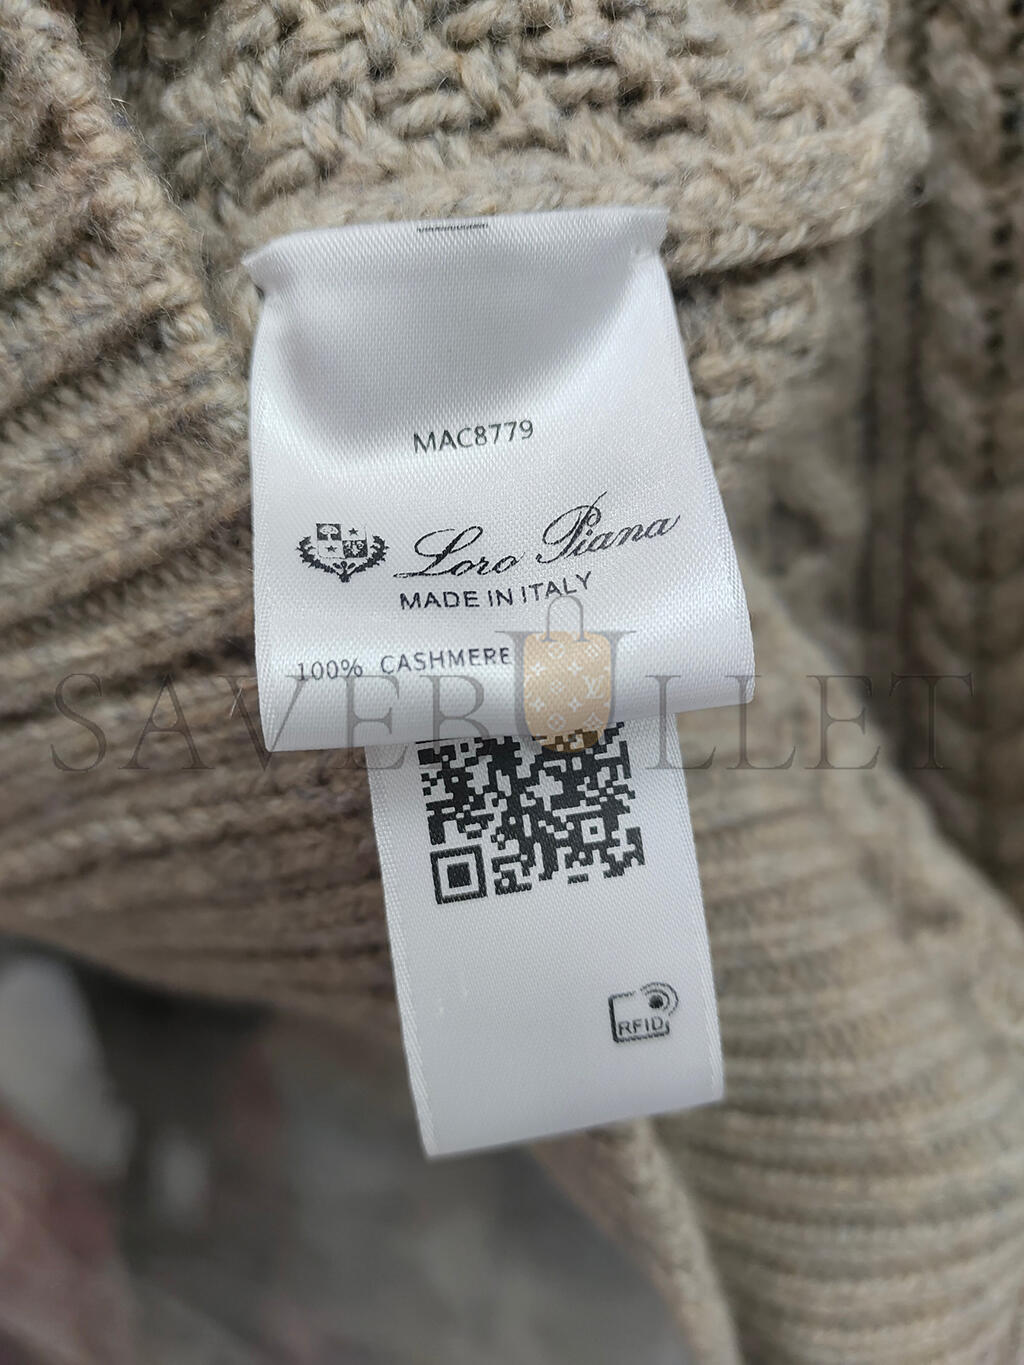 MAC8779
Loro Piana
MADE IN ITALY
100% CASHMERE
SAVEBULLET
RFID